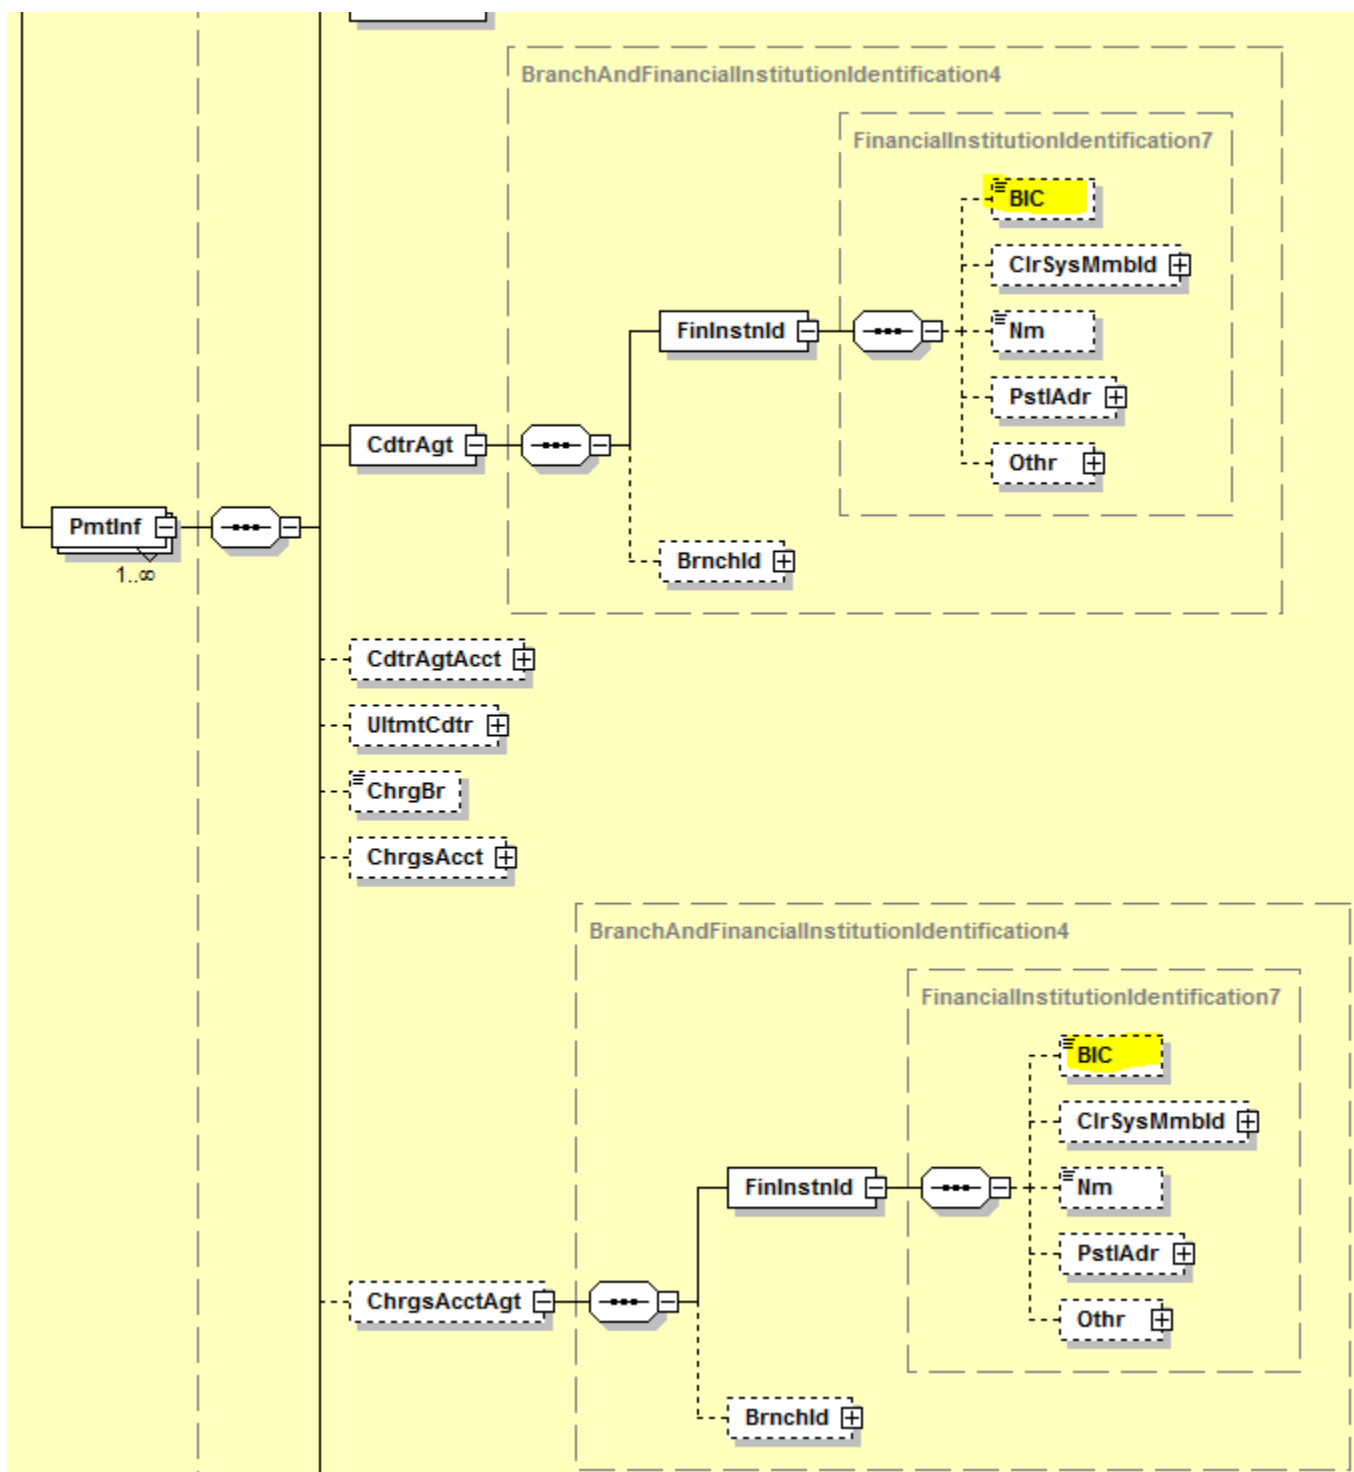 BranchAndFinancialInstitutionIdentification4
FinancialInstitutionIdentification7
BIC
ClrSysMmbId
FinInstnId
Nm
PstlAdr
CdtrAgt
Othr
PmtInf
1..∞
BrnchId
CdtrAgtAcct
UltmtCdtr
ChrgBr
ChrgsAcct
BranchAndFinancialInstitutionIdentification4
FinancialInstitutionIdentification7
BIC
ClrSysMmbId
FinInstnId
Nm
PstlAdr
ChrgsAcctAgt
Othr
BrnchId